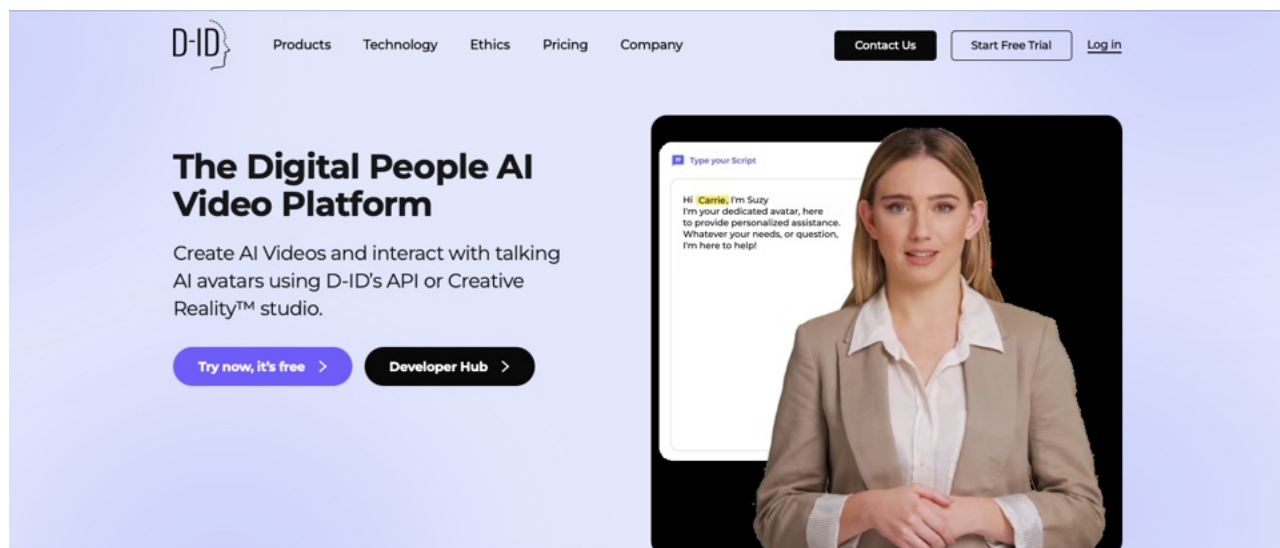 D-ID
Products
Technology
Ethics
Pricing
Company
Contact Us
Start Free Trial
Log in
The Digital People AI
Video Platform
Create AI Videos and interact with talking
AI avatars using D-ID's API or Creative
Reality™ studio.
Try now, it's free
Developer Hub
Type your Script
Hi Carrie, I'm Suzy
I'm your dedicated avatar, here
to provide personalized assistance.
Whatever your needs, or question,
I'm here to help!